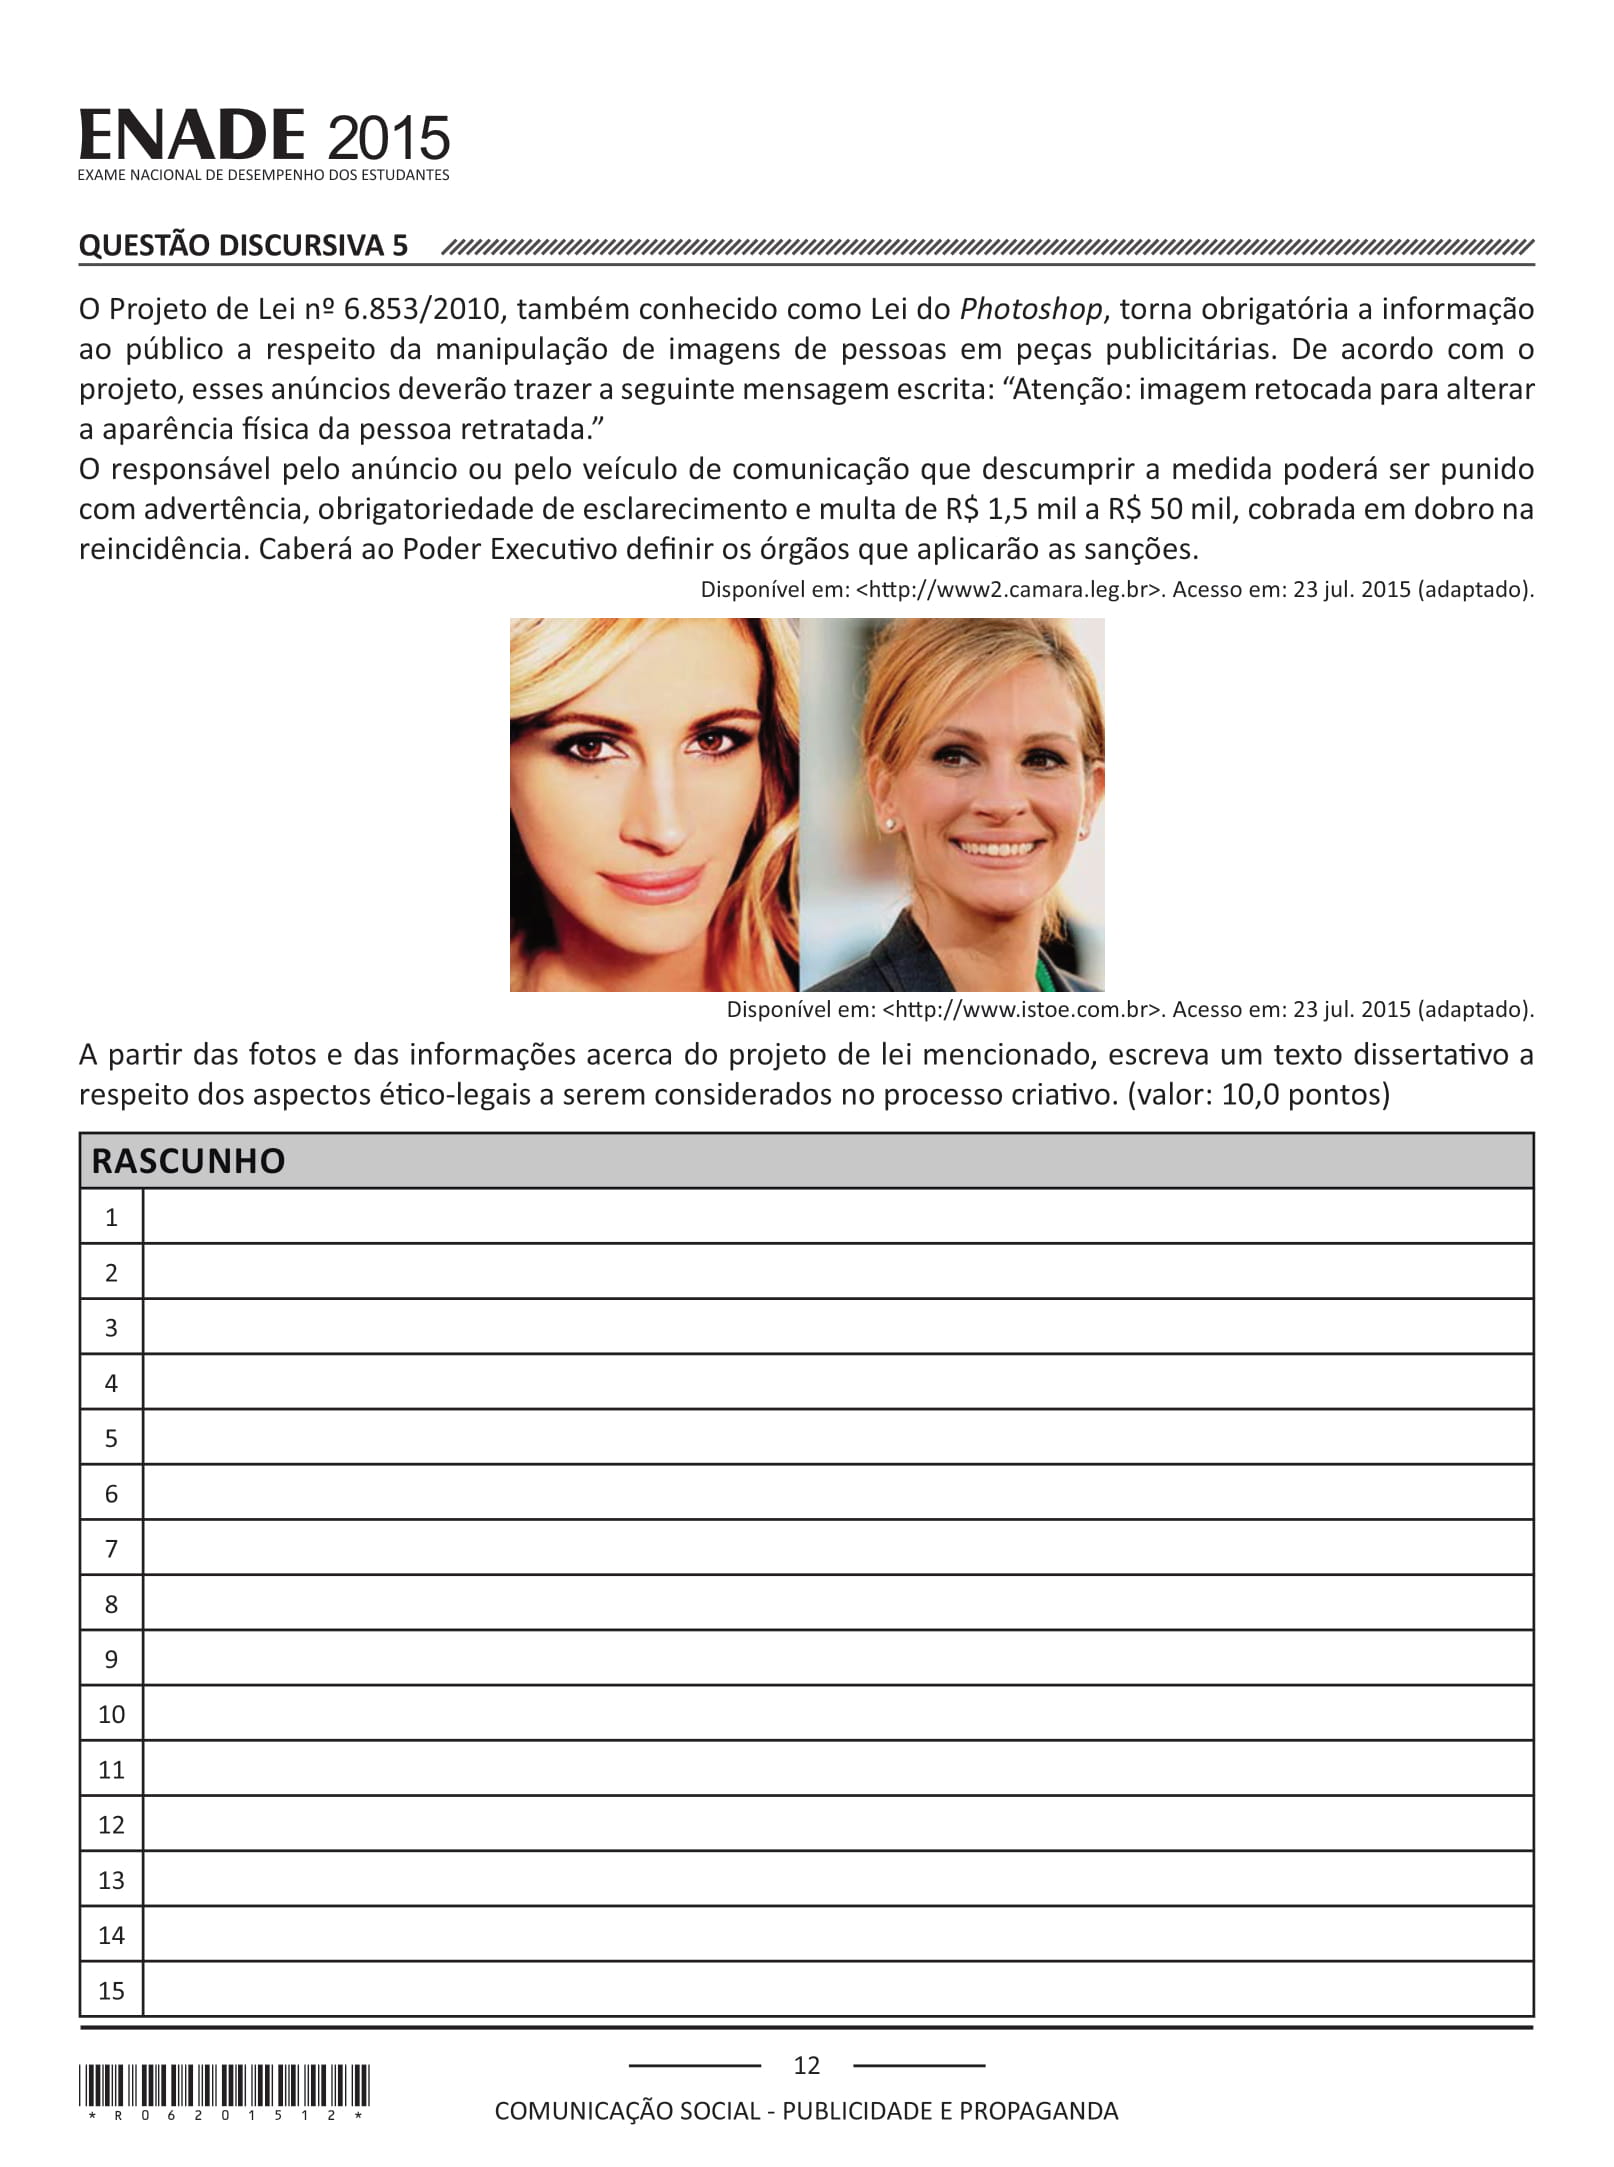 ENADE 2015
EXAME NACIONAL DE DESEMPENHO DOS ESTUDANTES
QUESTÃO DISCURSIVA 5
O Projeto de Lei nº 6.853/2010, também conhecido como Lei do Photoshop, torna obrigatória a informação
ao público a respeito da manipulação de imagens de pessoas em peças publicitárias. De acordo com o
projeto, esses anúncios deverão trazer a seguinte mensagem escrita: “Atenção: imagem retocada para alterar
a aparência física da pessoa retratada.”
O responsável pelo anúncio ou pelo veículo de comunicação que descumprir a medida poderá ser punido
com advertência, obrigatoriedade de esclarecimento e multa de R$ 1,5 mil a R$ 50 mil, cobrada em dobro na
reincidência. Caberá ao Poder Executivo definir os órgãos que aplicarão as sanções.
Disponível em: <http://www2.camara.leg.br>. Acesso em: 23 jul. 2015 (adaptado).
Disponível em: <http://www.istoe.com.br>. Acesso em: 23 jul. 2015 (adaptado).
A partir das fotos e das informações acerca do projeto de lei mencionado, escreva um texto dissertativo a
respeito dos aspectos ético-legais a serem considerados no processo criativo. (valor: 10,0 pontos)
RASCUNHO
1
2
3
4
5
6
7
8
9
10
11
12
13
14
15
12
*R06201512*
COMUNICAÇÃO SOCIAL - PUBLICIDADE E PROPAGANDA